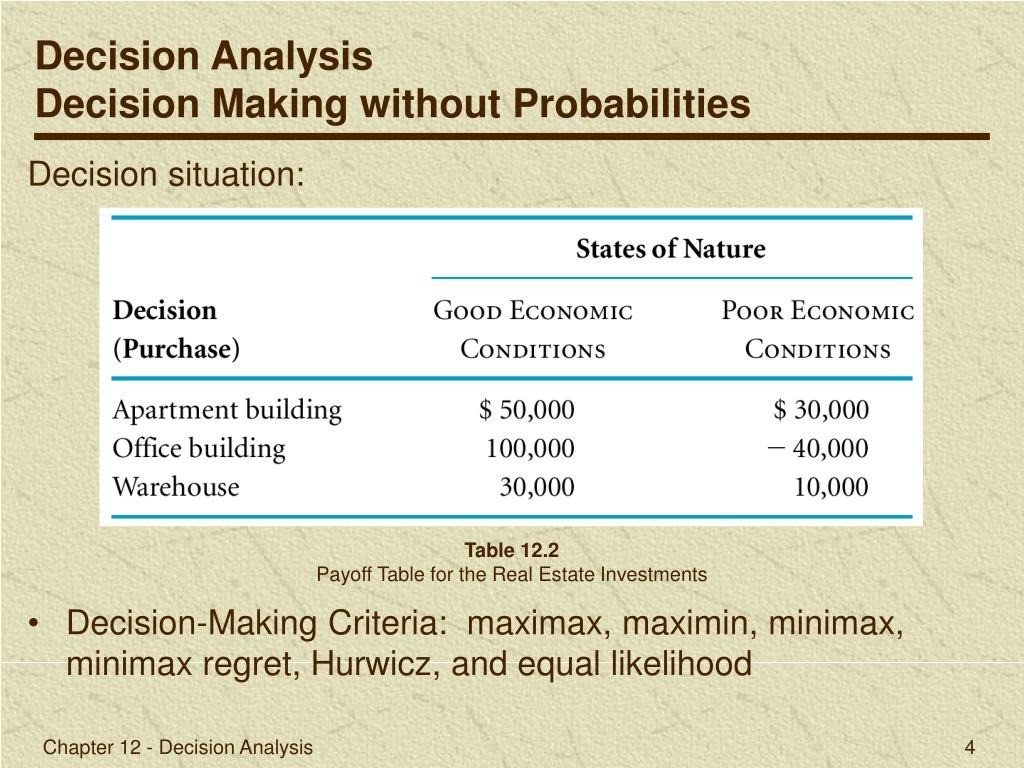 Decision Analysis
Decision Making without Probabilities
Decision situation:
States of Nature
Decision Good Economic Poor Economic
(Purchase) Conditions Conditions
Apartment building $ 50,000 $ 30,000
Office building 100,000 – 40,000
Warehouse 30,000 10,000
Table 12.2
Payoff Table for the Real Estate Investments
• Decision-Making Criteria: maximax, maximin, minimax,
minimax regret, Hurwicz, and equal likelihood
Chapter 12 - Decision Analysis 4